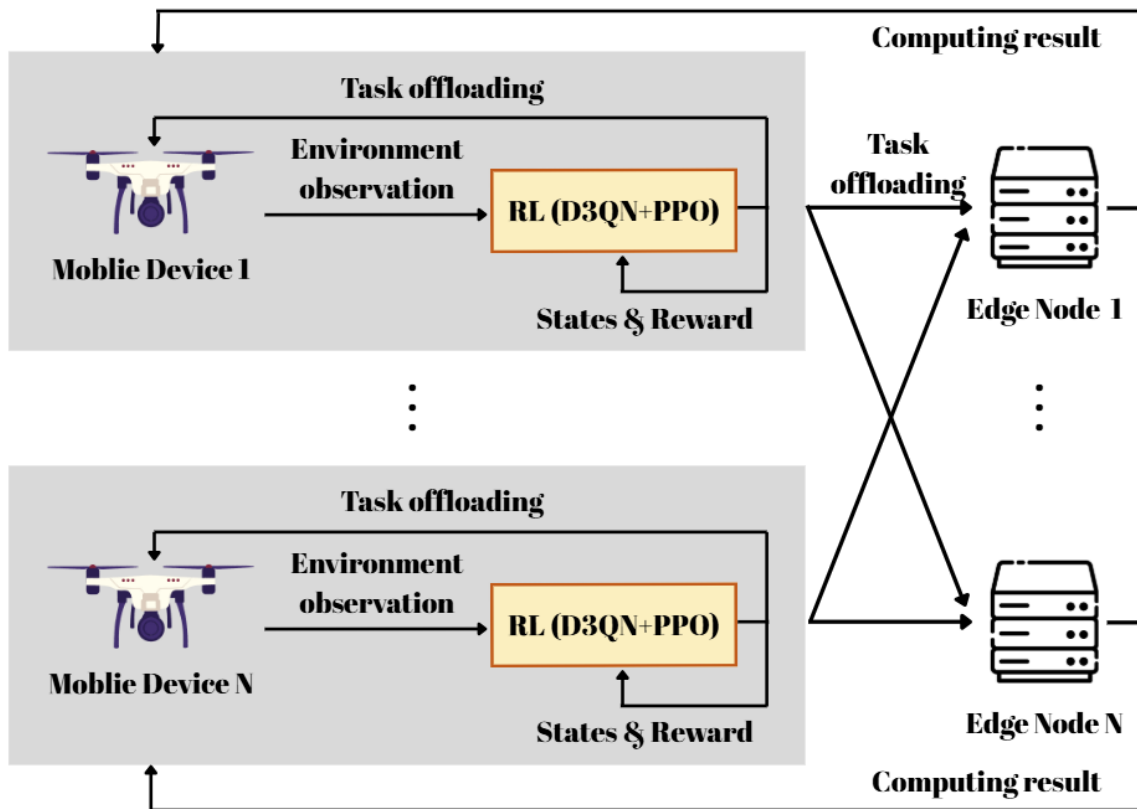 Computing result
Task offloading
Environment
observation
RL (D3QN+PPO)
Moblie Device 1
States & Reward
Task
offloading
Edge Node 1
Task offloading
Environment
observation
RL (D3QN+PPO)
Moblie Device N
States & Reward
Edge Node N
Computing result